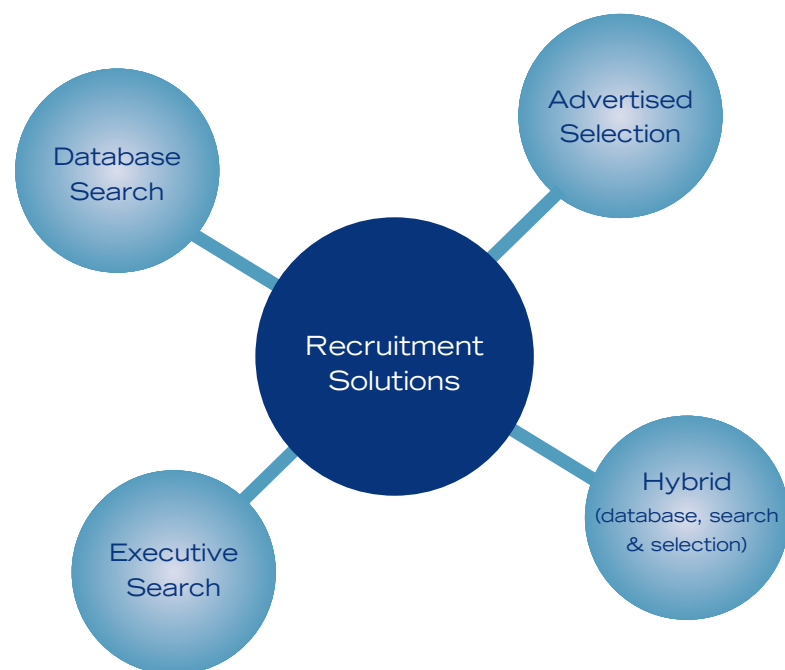 Advertised
Selection
Database
Search
Recruitment
Solutions
Hybrid
(database, search
& selection)
Executive
Search